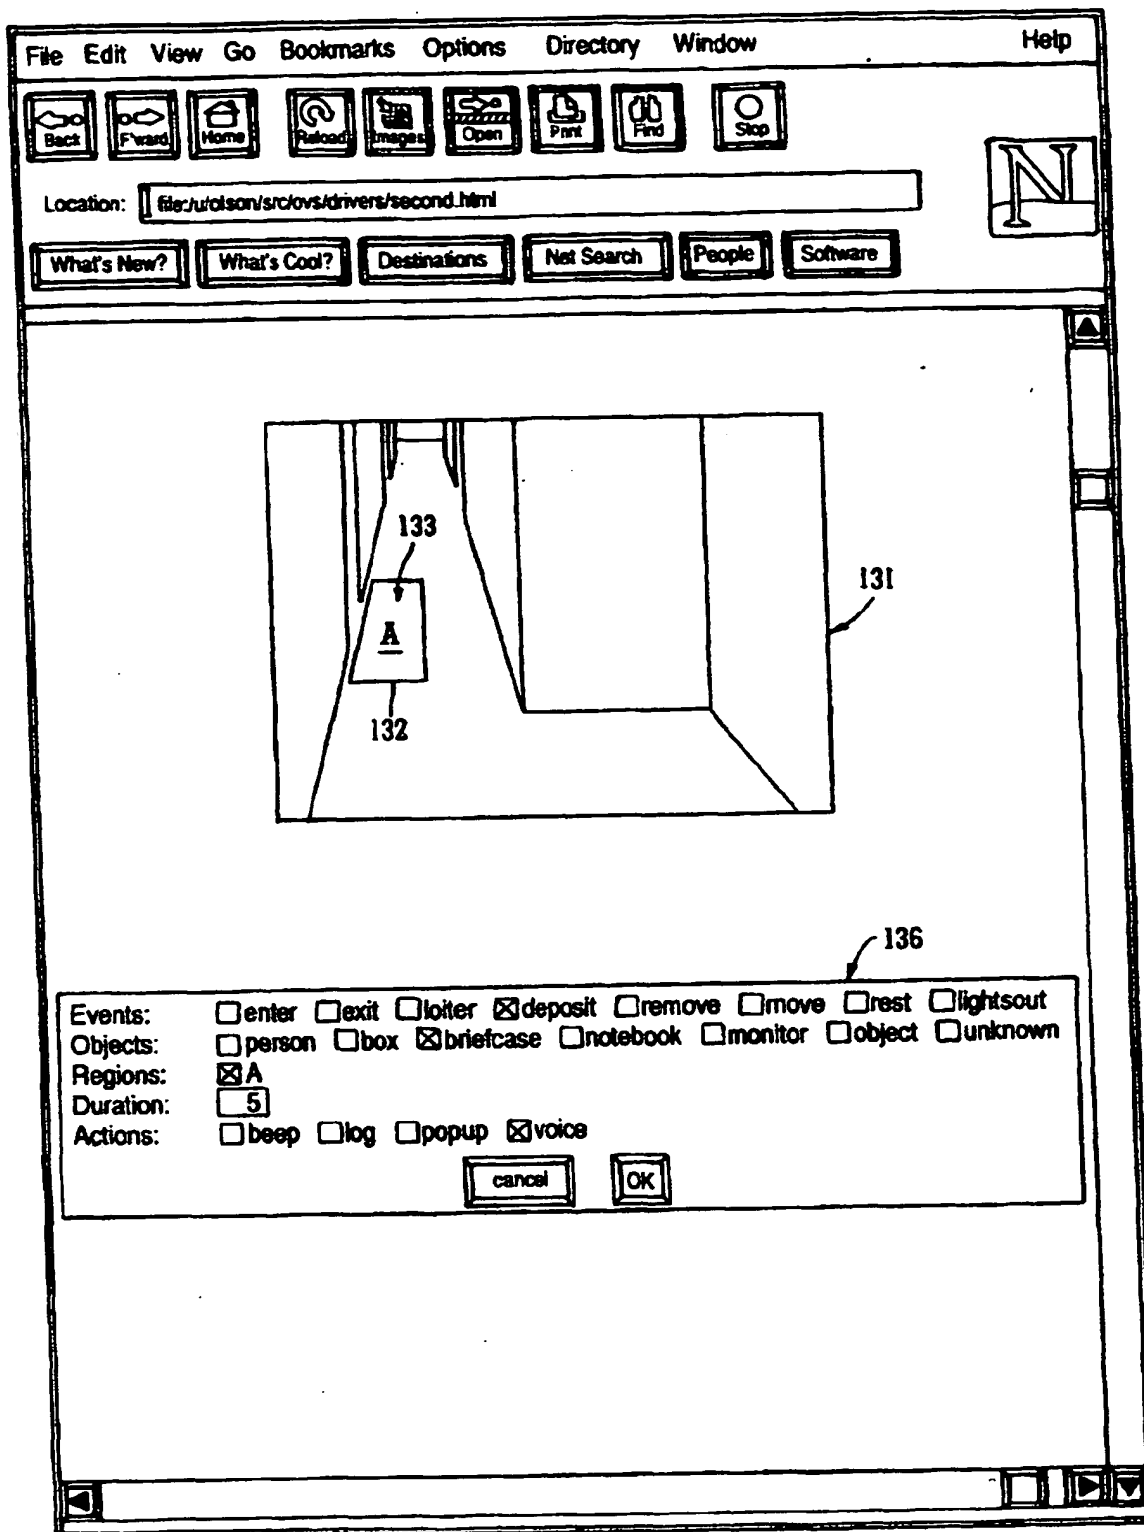 File Edit View Go Bookmarks Options Directory Window Help
Back F'ward Home Reload Images Open Print Find Stop
N
Location: file:/u/olson/src/ovs/drivers/second.html
What's New? What's Cool? Destinations Net Search People Software
133
131
A
132
136
Events: enter exit loiter deposit remove move rest lightsout
Objects: person box briefcase notebook monitor object unknown
Regions: A
Duration: 5
Actions: beep log popup voice
cancel OK